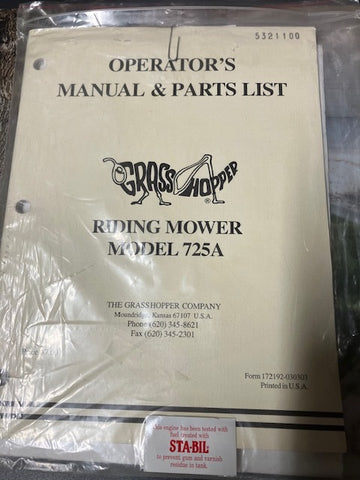 5321100
OPERATOR'S
MANUAL & PARTS LIST
GRASSHOPPER
®
RIDING MOWER
MODEL 725A
THE GRASSHOPPER COMPANY
Moundridge, Kansas 67107 U.S.A.
Phone (620) 345-8621
Fax (620) 345-2301
Form 172192-030303
Printed in U.S.A.
This engine has been tested with
fuel treated with
STA-BIL
to prevent gum and varnish
residue in tank.